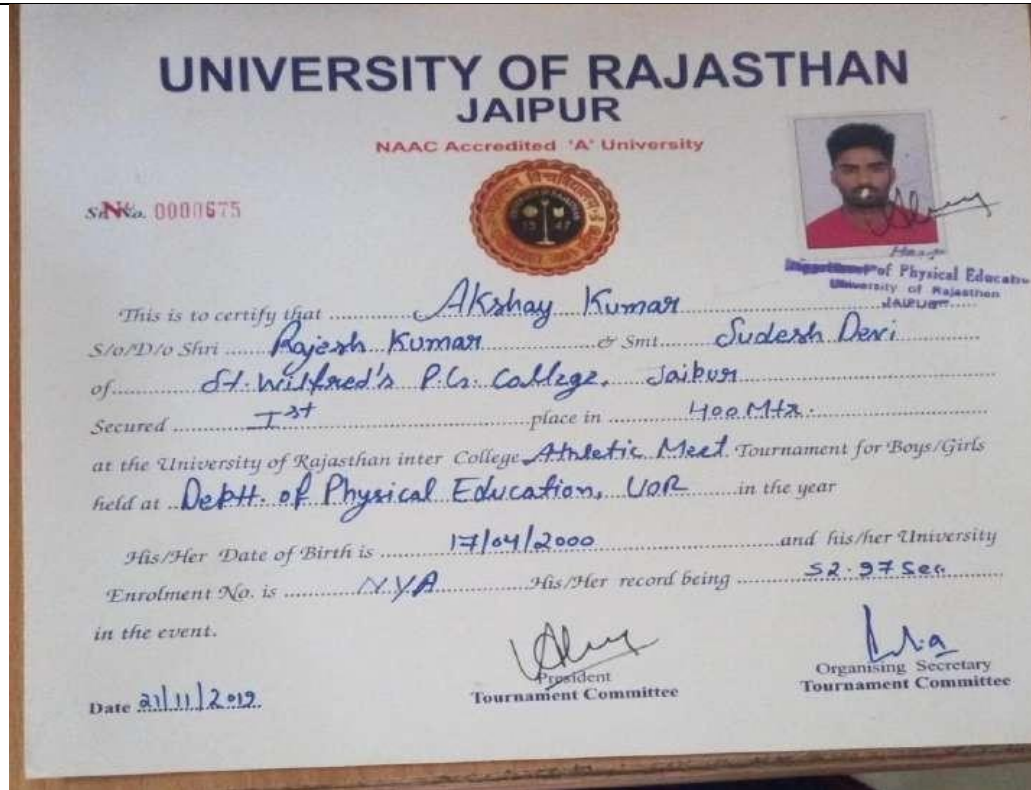 UNIVERSITY OF RAJASTHAN
JAIPUR
NAAC Accredited 'A' University
No. 0000675
of Physical Educatio
University of Rajasthan
JAIPUR
This is to certify that Akshay Kumar
S/o/D/o Shri Rajesh Kumar & Smt Sudesh Devi
of St. Wilfred's P.G. College, Jaipur
Secured Ist place in 400 Mtr.
at the University of Rajasthan inter College Athletic Meet Tournament for Boys/Girls
held at Deptt. of Physical Education, UOR in the year
His/Her Date of Birth is 17/04/2000 and his/her University
Enrolment No. is NYA His/Her record being 52.97 Sec.
in the event.
President
Tournament Committee
Organising Secretary
Tournament Committee
Date 21/11/2019